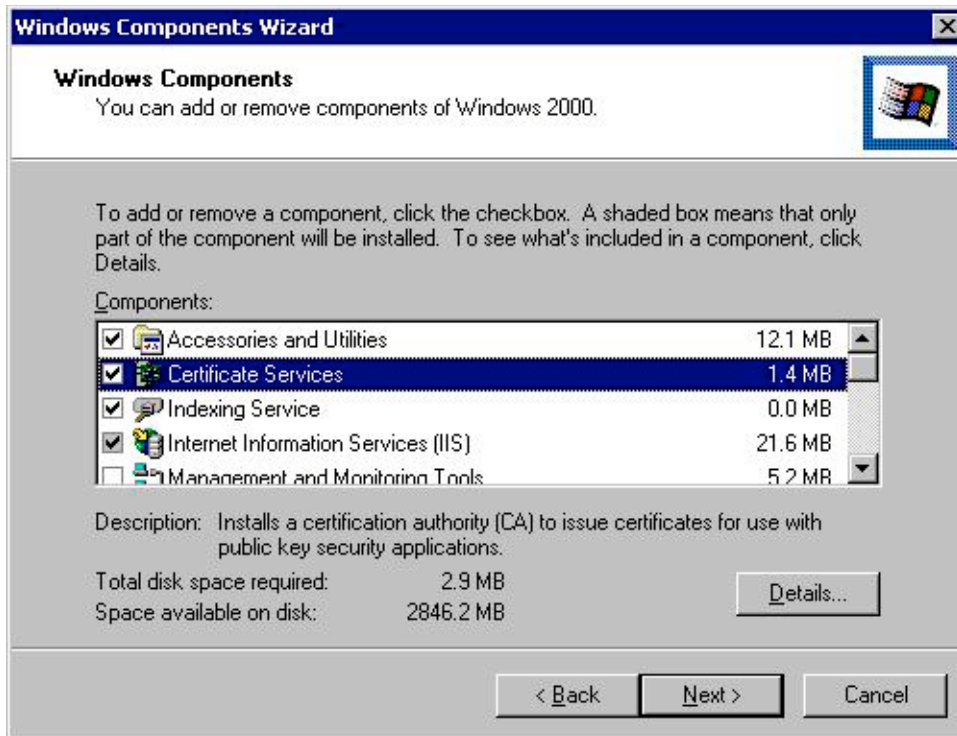 Windows Components Wizard
Windows Components
You can add or remove components of Windows 2000.
To add or remove a component, click the checkbox. A shaded box means that only
part of the component will be installed. To see what's included in a component, click
Details.
Components:
Accessories and Utilities 12.1 MB
Certificate Services 1.4 MB
Indexing Service 0.0 MB
Internet Information Services (IIS) 21.6 MB
Management and Monitoring Tools 5.2 MB
Description: Installs a certification authority (CA) to issue certificates for use with
public key security applications.
Total disk space required: 2.9 MB
Space available on disk: 2846.2 MB
Details...
< Back Next > Cancel